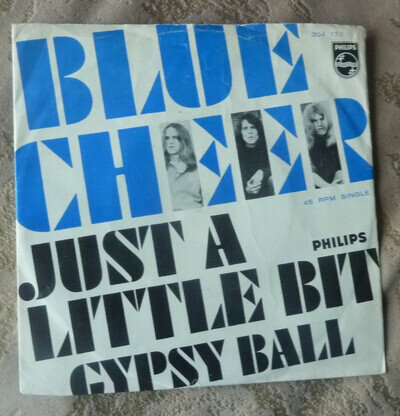 304 170
BLUE
PHILIPS
CHEER
45 RPM SINGLE
JUST A
PHILIPS
LITTLE BIT
GYPSY BALL